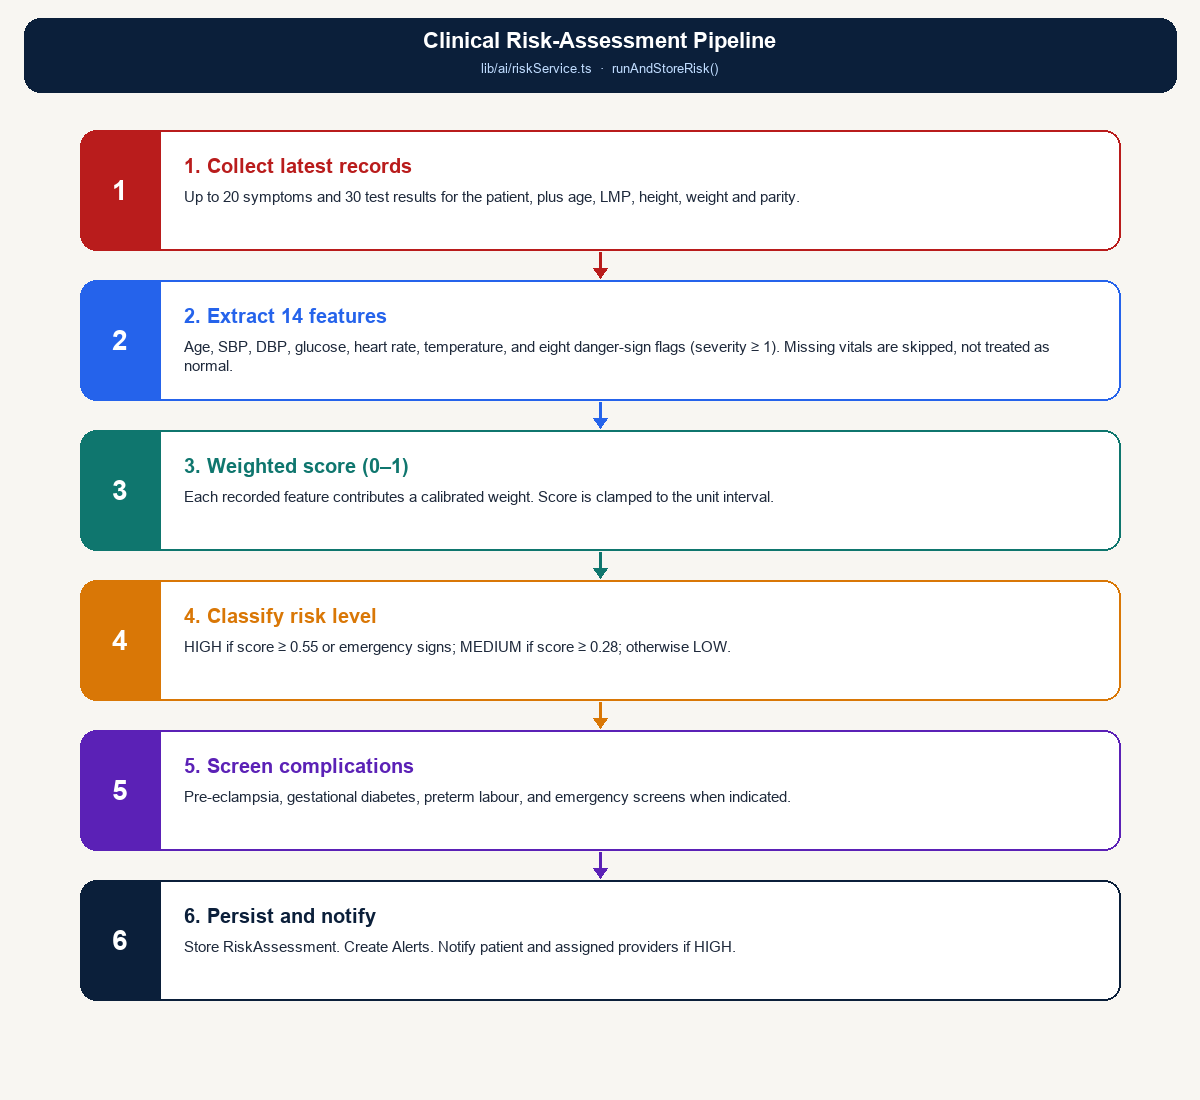 Clinical Risk-Assessment Pipeline
lib/ai/riskService.ts · runAndStoreRisk()
1
1. Collect latest records
Up to 20 symptoms and 30 test results for the patient, plus age, LMP, height, weight and parity.
2
2. Extract 14 features
Age, SBP, DBP, glucose, heart rate, temperature, and eight danger-sign flags (severity ≥ 1). Missing vitals are skipped, not treated as
normal.
3
3. Weighted score (0–1)
Each recorded feature contributes a calibrated weight. Score is clamped to the unit interval.
4
4. Classify risk level
HIGH if score ≥ 0.55 or emergency signs; MEDIUM if score ≥ 0.28; otherwise LOW.
5
5. Screen complications
Pre-eclampsia, gestational diabetes, preterm labour, and emergency screens when indicated.
6
6. Persist and notify
Store RiskAssessment. Create Alerts. Notify patient and assigned providers if HIGH.